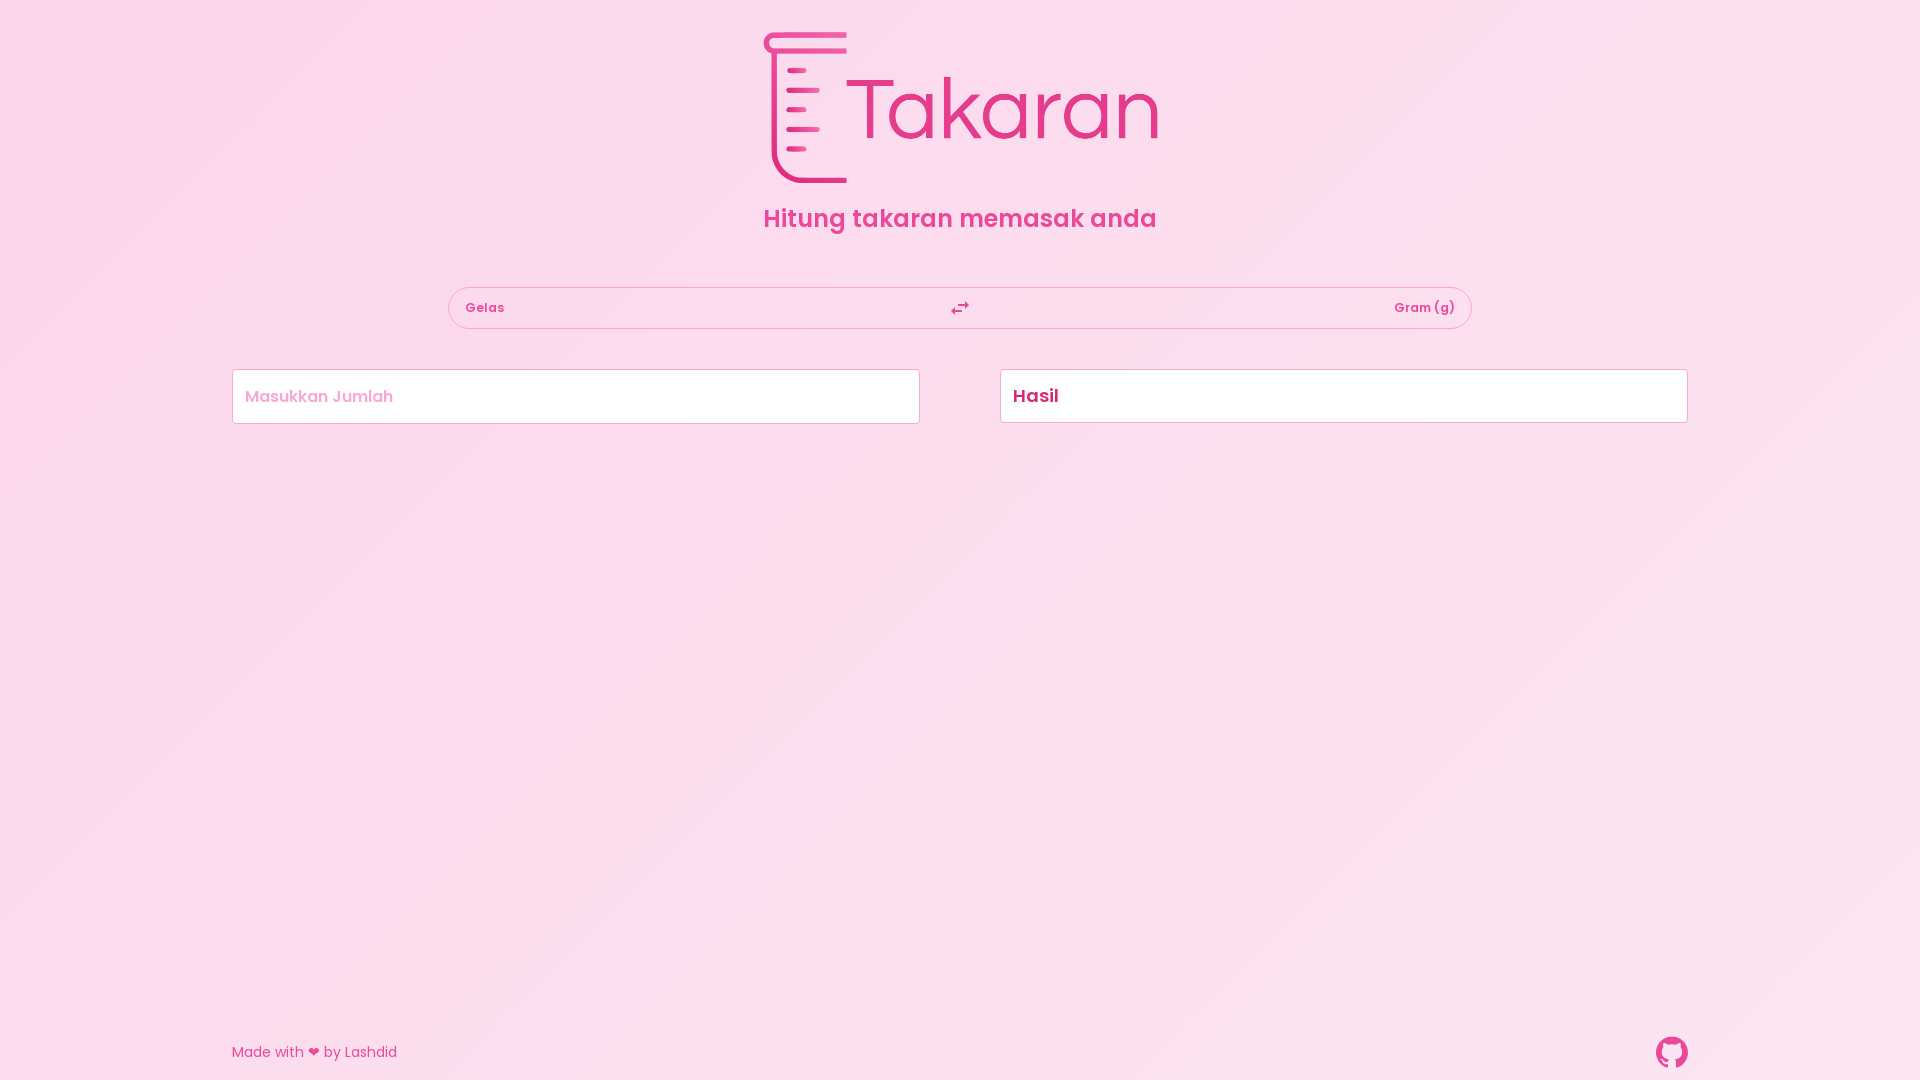 Takaran
Hitung takaran memasak anda
Gelas
Gram (g)
Masukkan Jumlah
Hasil
Made with ❤ by Lashdid